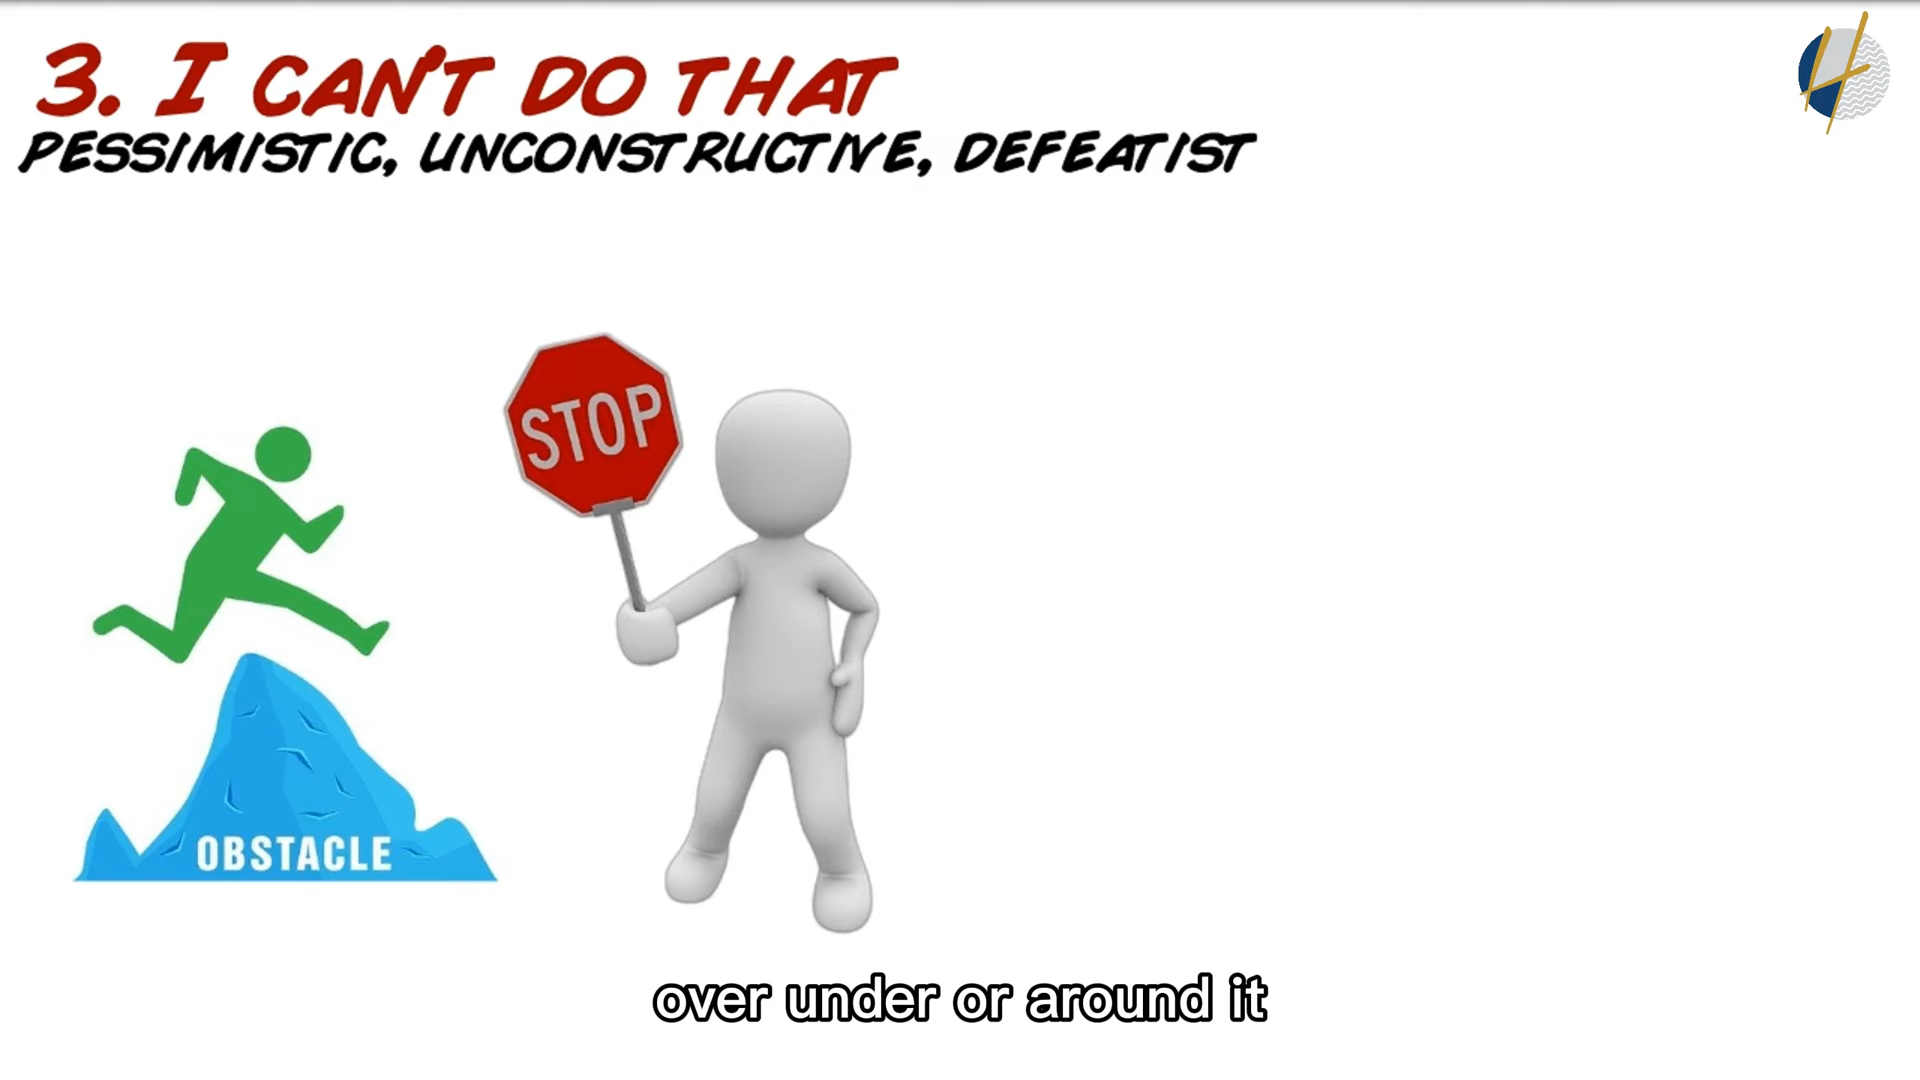 3. I CAN'T DO THAT
PESSIMISTIC, UNCONSTRUCTIVE, DEFEATIST
STOP
OBSTACLE
over under or around it